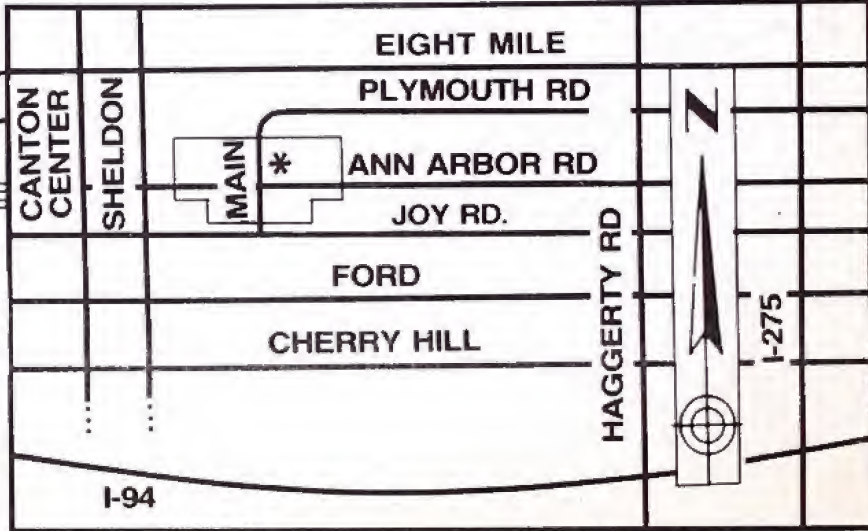 EIGHT MILE
PLYMOUTH RD
CANTON
CENTER
SHELDON
MAIN
*
ANN ARBOR RD
JOY RD.
FORD
CHERRY HILL
HAGGERTY RD
N
I-275
I-94